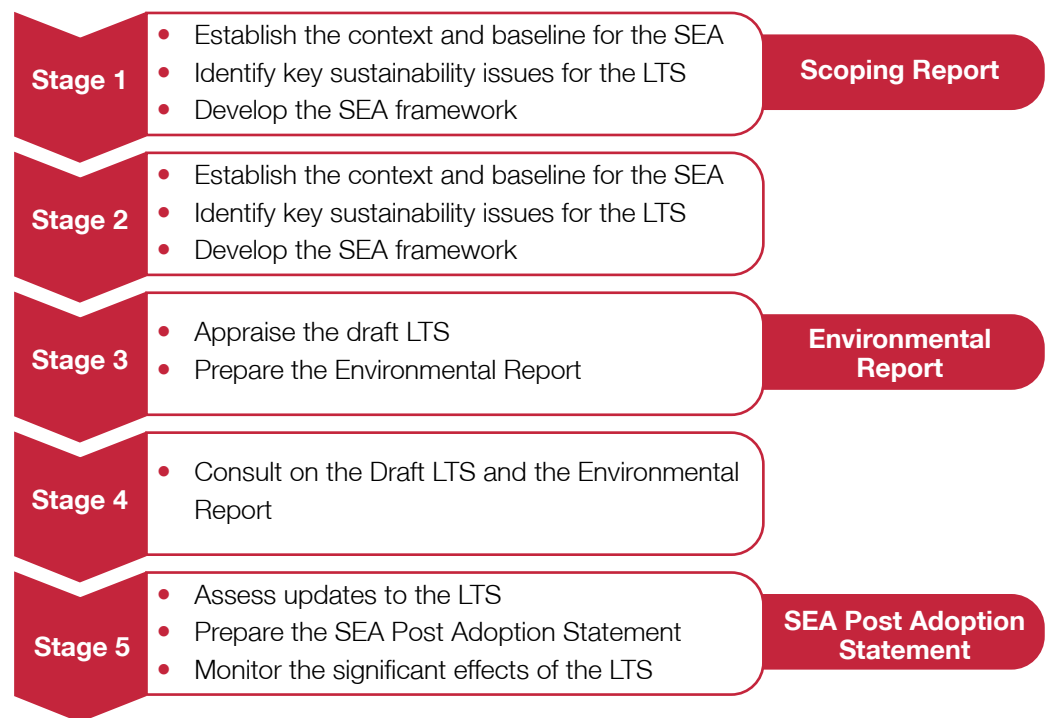 Stage 1
• Establish the context and baseline for the SEA
• Identify key sustainability issues for the LTS
• Develop the SEA framework
Scoping Report
Stage 2
• Establish the context and baseline for the SEA
• Identify key sustainability issues for the LTS
• Develop the SEA framework
Stage 3
• Appraise the draft LTS
• Prepare the Environmental Report
Environmental
Report
Stage 4
• Consult on the Draft LTS and the Environmental
Report
Stage 5
• Assess updates to the LTS
• Prepare the SEA Post Adoption Statement
• Monitor the significant effects of the LTS
SEA Post Adoption
Statement